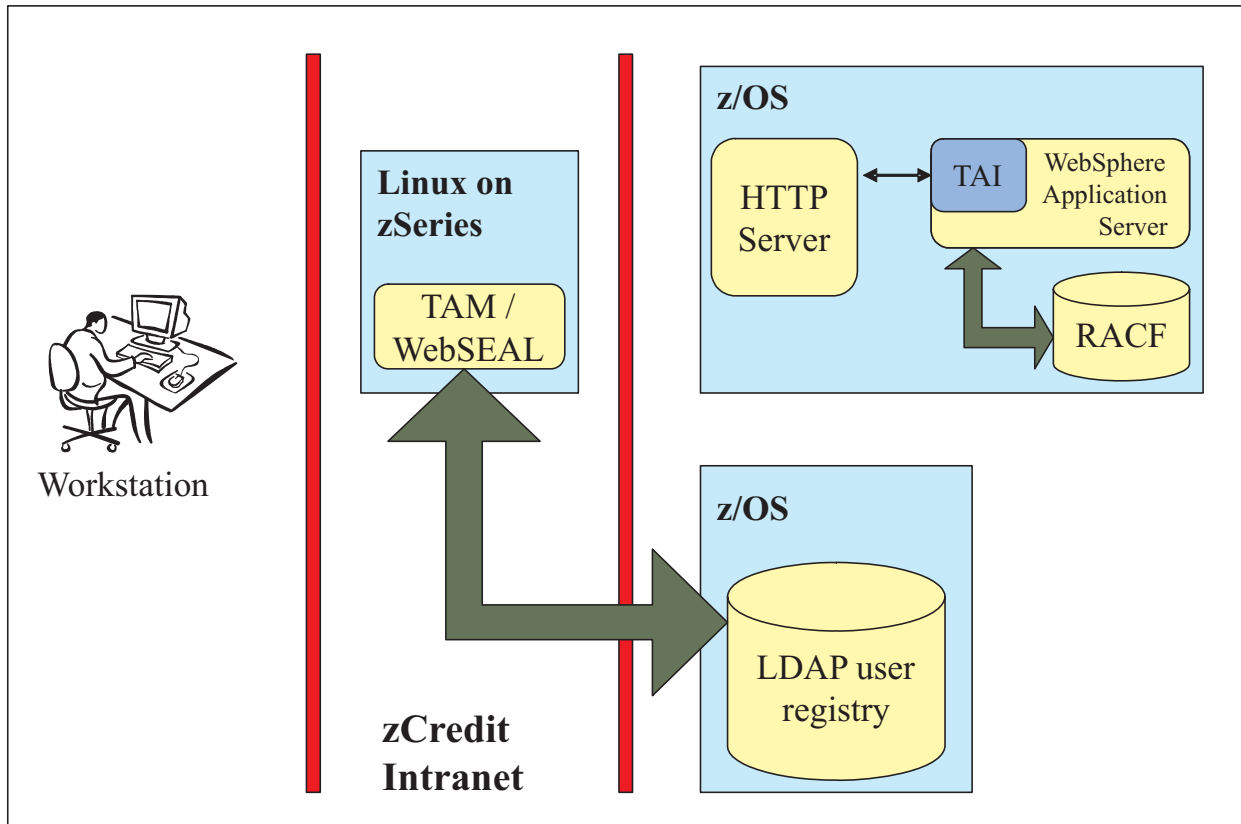 Workstation
Linux on
zSeries
TAM /
WebSEAL
zCredit
Intranet
z/OS
HTTP
Server
TAI
WebSphere
Application
Server
RACF
z/OS
LDAP user
registry